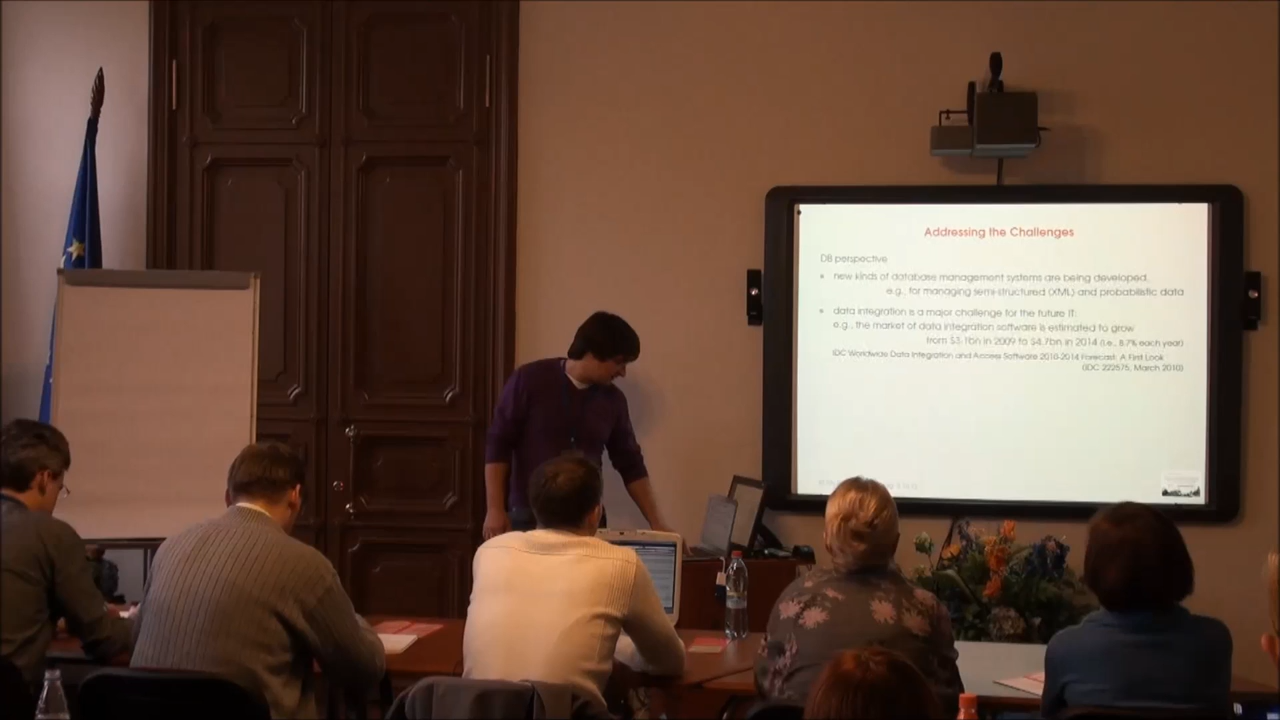 Addressing the Challenges
DB perspective
new kinds of database management systems are being developed,
e.g., for managing semi-structured (XML) and probabilistic data
data integration is a major challenge for the future IT:
e.g., the market of data integration software is estimated to grow
from $3.1bn in 2009 to $4.7bn in 2014 (i.e., 8.7% each year)
IDC Worldwide Data Integration and Access Software 2010-2014 Forecast: A First Look
(IDC 222575, March 2010)